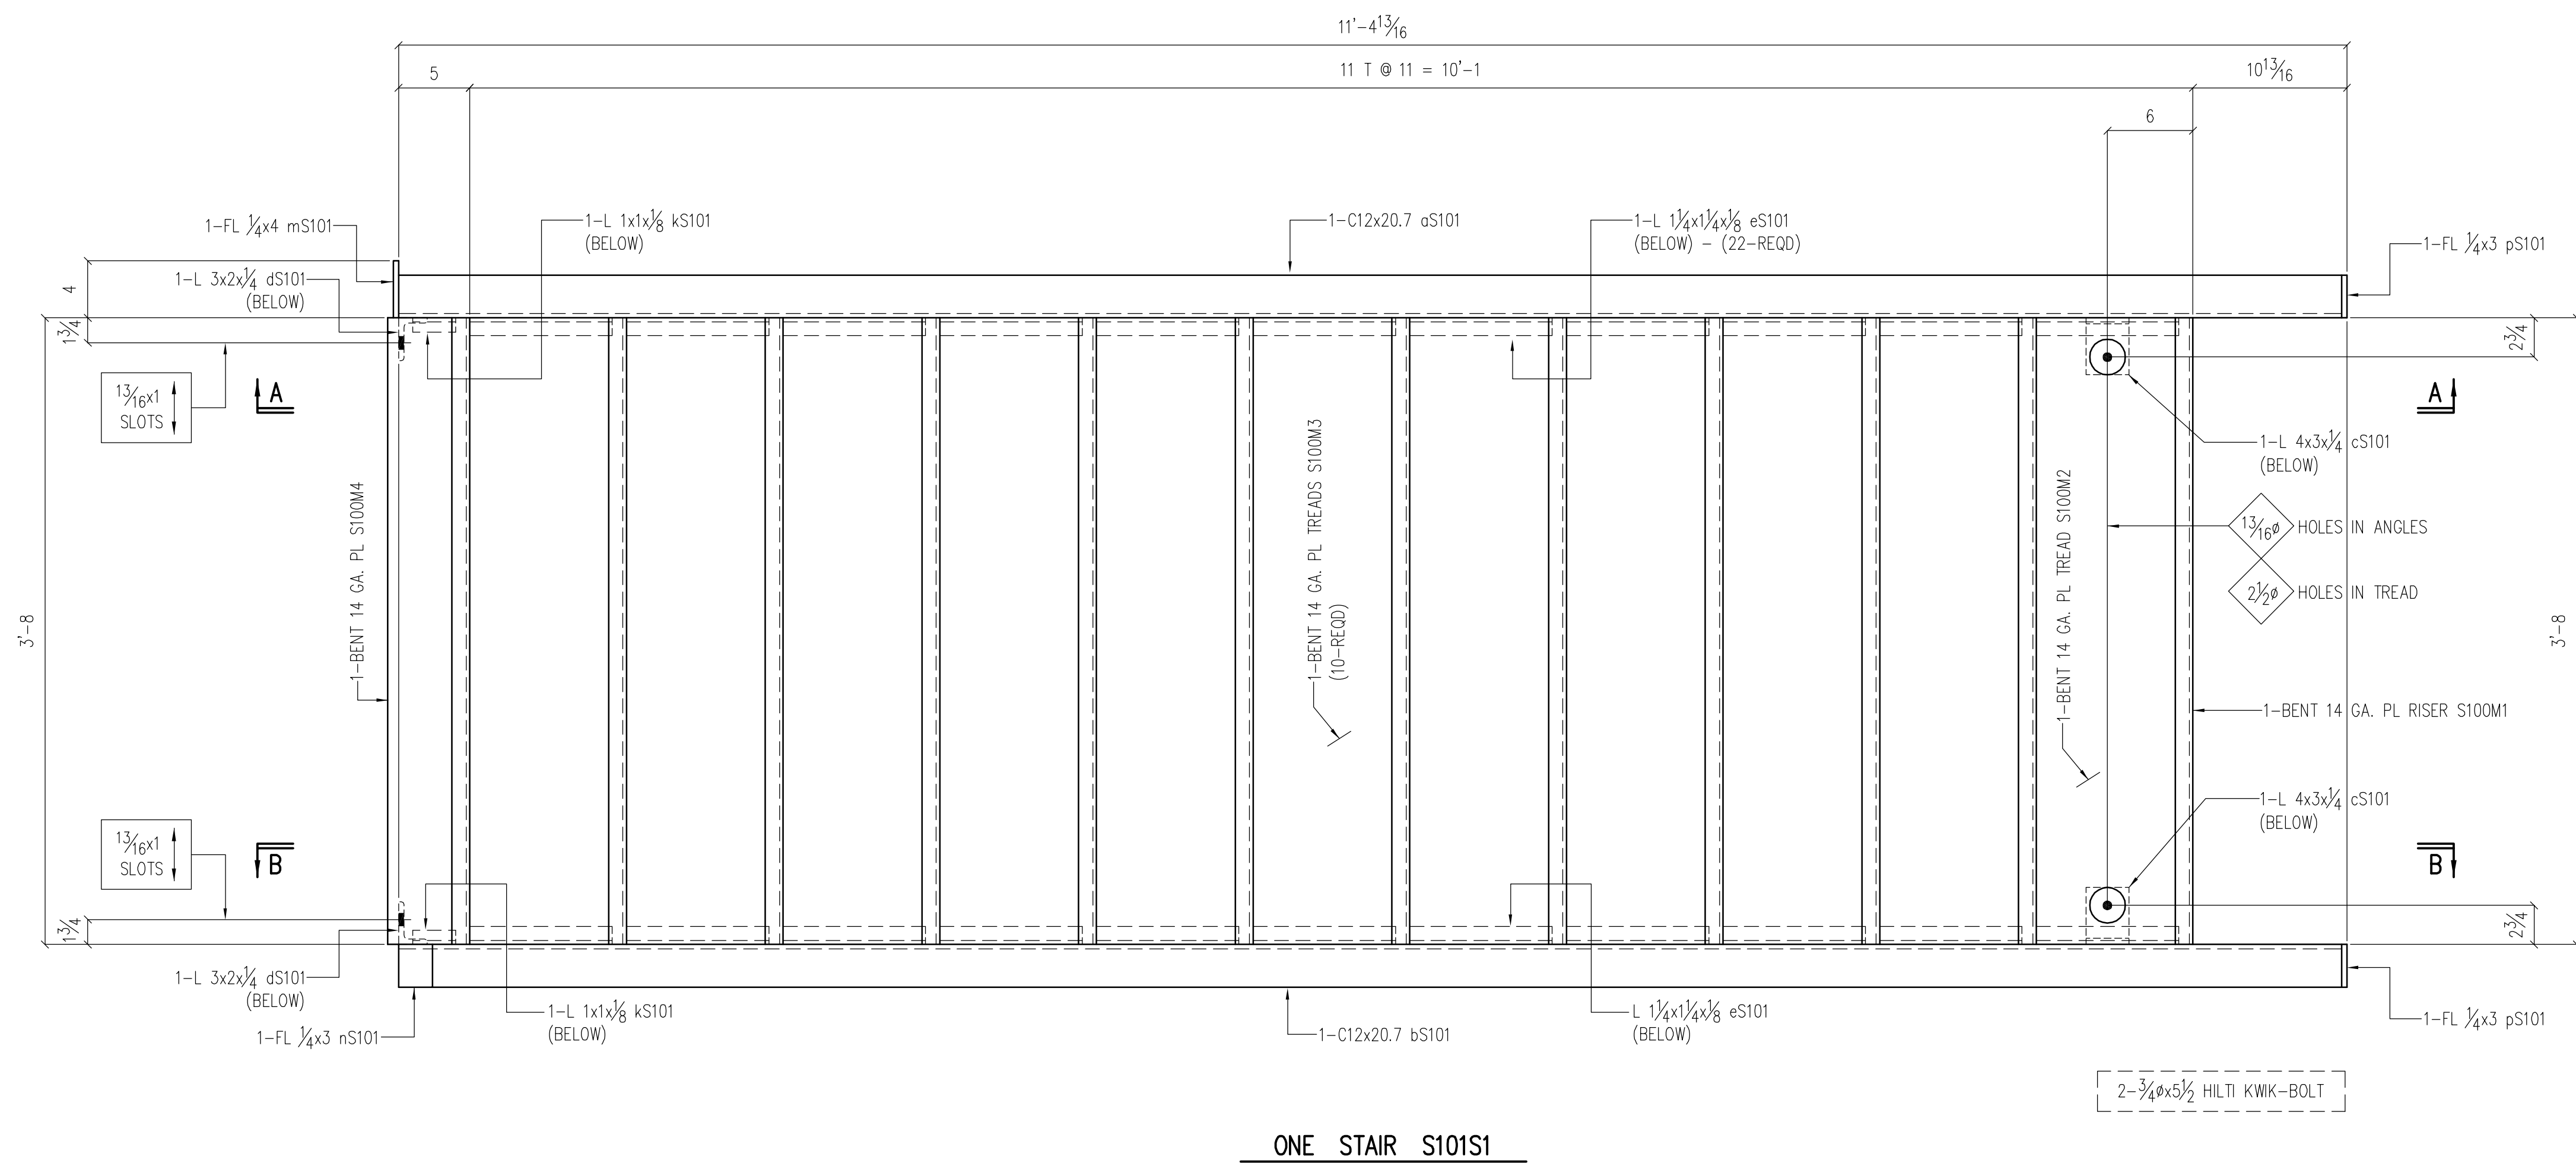 11'-4 13/16
5
11 T @ 11 = 10'-1
10 13/16
6
1-FL 1/4x4 mS101
1-L 1x1x1/8 kS101
(BELOW)
1-C12x20.7 aS101
1-L 1 1/4x1 1/4x1/8 eS101
(BELOW) - (22-REQD)
1-FL 1/4x3 pS101
4
1-L 3x2x1/4 dS101
(BELOW)
1 3/4
2 3/4
13/16x1
SLOTS
A
A
1-L 4x3x1/4 cS101
(BELOW)
1-BENT 14 GA. PL S100M4
1-BENT 14 GA. PL TREADS S100M3
(10-REQD)
1-BENT 14 GA. PL TREAD S100M2
13/16ø HOLES IN ANGLES
2 1/2ø HOLES IN TREAD
3'-8
3'-8
1-BENT 14 GA. PL RISER S100M1
1-L 4x3x1/4 cS101
(BELOW)
13/16x1
SLOTS
B
B
1 3/4
2 3/4
1-L 3x2x1/4 dS101
(BELOW)
1-FL 1/4x3 nS101
1-L 1x1x1/8 kS101
(BELOW)
1-C12x20.7 bS101
L 1 1/4x1 1/4x1/8 eS101
(BELOW)
1-FL 1/4x3 pS101
2-3/4øx5 1/2 HILTI KWIK-BOLT
ONE STAIR S101S1